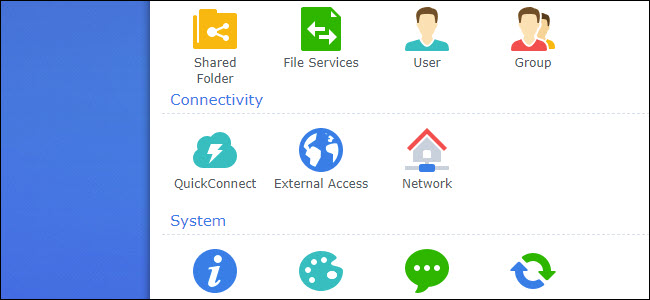 Shared File Services User Group
Folder
Connectivity
QuickConnect External Access Network
System